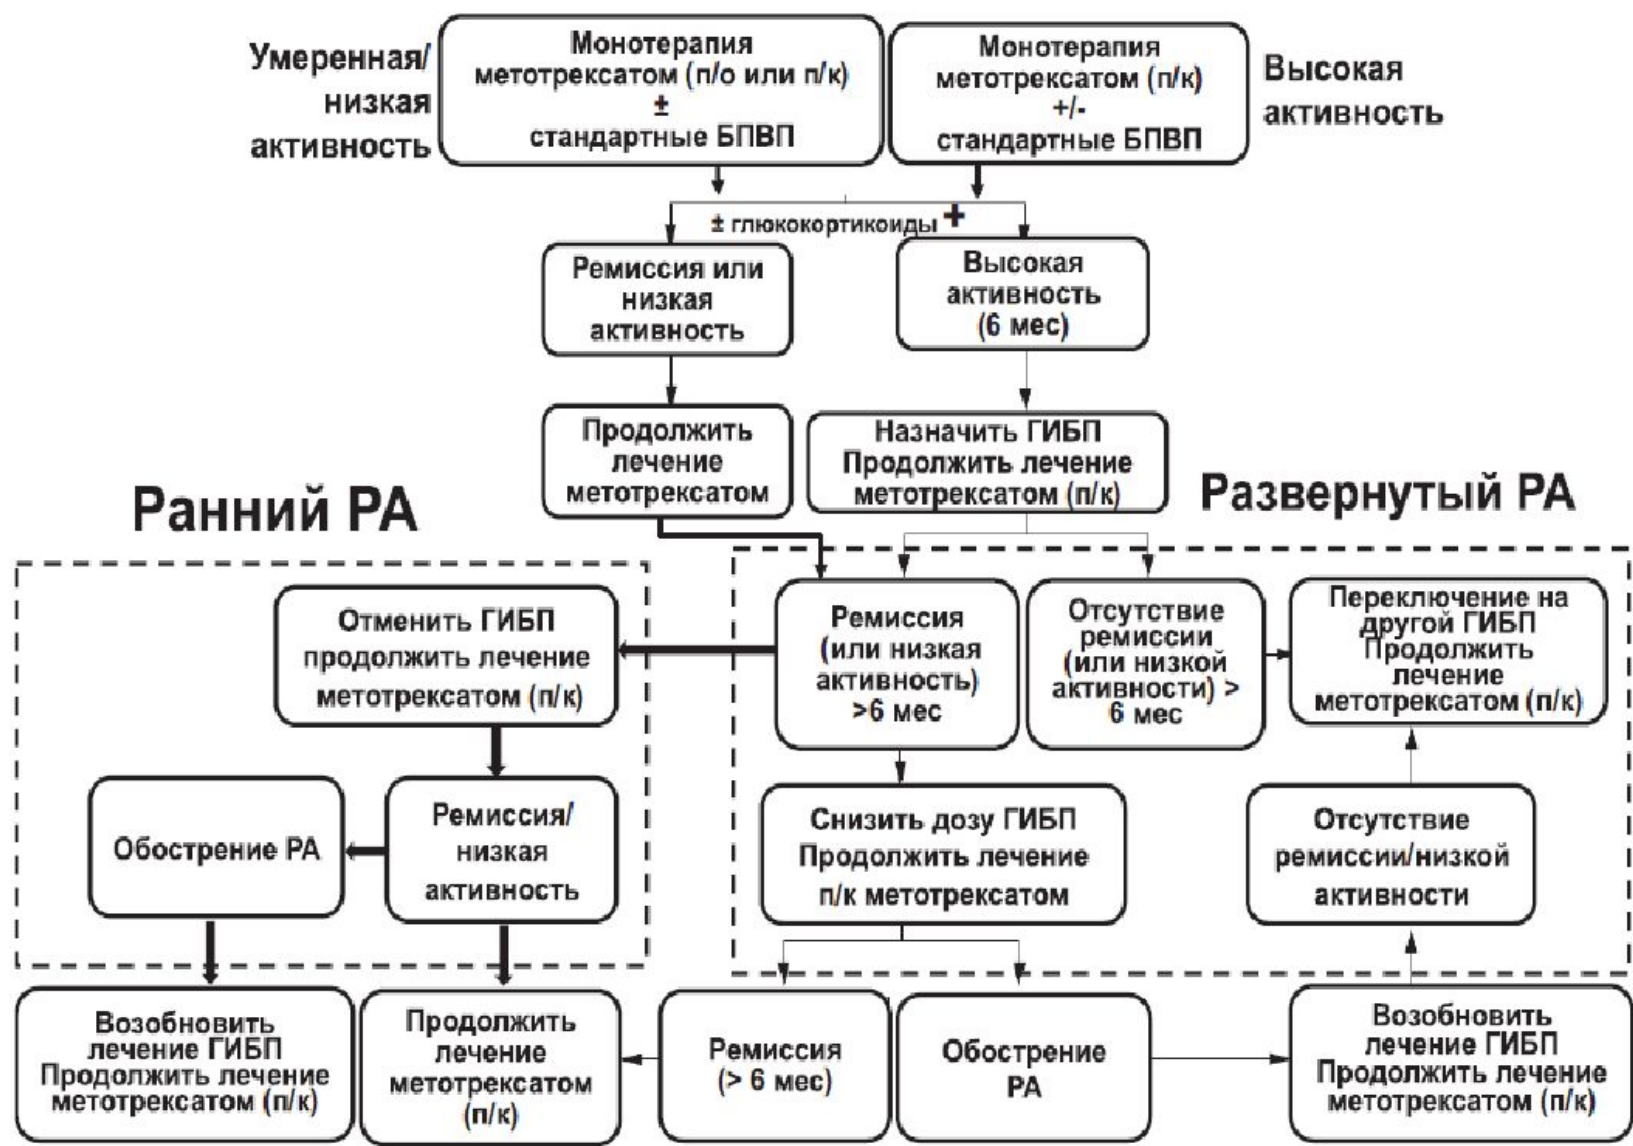 Умеренная/
низкая
активность
Монотерапия
метотрексатом (п/о или п/к)
±
стандартные БПВП
Монотерапия
метотрексатом (п/к)
+/-
стандартные БПВП
Высокая
активность
± глюкокортикоиды +
Ремиссия или
низкая
активность
Высокая
активность
(6 мес)
Продолжить
лечение
метотрексатом
Назначить ГИБП
Продолжить лечение
метотрексатом (п/к)
Ранний РА
Развернутый РА
Отменить ГИБП
продолжить лечение
метотрексатом (п/к)
Ремиссия
(или низкая
активность)
>6 мес
Отсутствие
ремиссии
(или низкой
активности) >
6 мес
Переключение на
другой ГИБП
Продолжить
лечение
метотрексатом (п/к)
Обострение РА
Ремиссия/
низкая
активность
Снизить дозу ГИБП
Продолжить лечение
п/к метотрексатом
Отсутствие
ремиссии/низкой
активности
Возобновить
лечение ГИБП
Продолжить лечение
метотрексатом (п/к)
Продолжить
лечение
метотрексатом
(п/к)
Ремиссия
(> 6 мес)
Обострение
РА
Возобновить
лечение ГИБП
Продолжить лечение
метотрексатом (п/к)